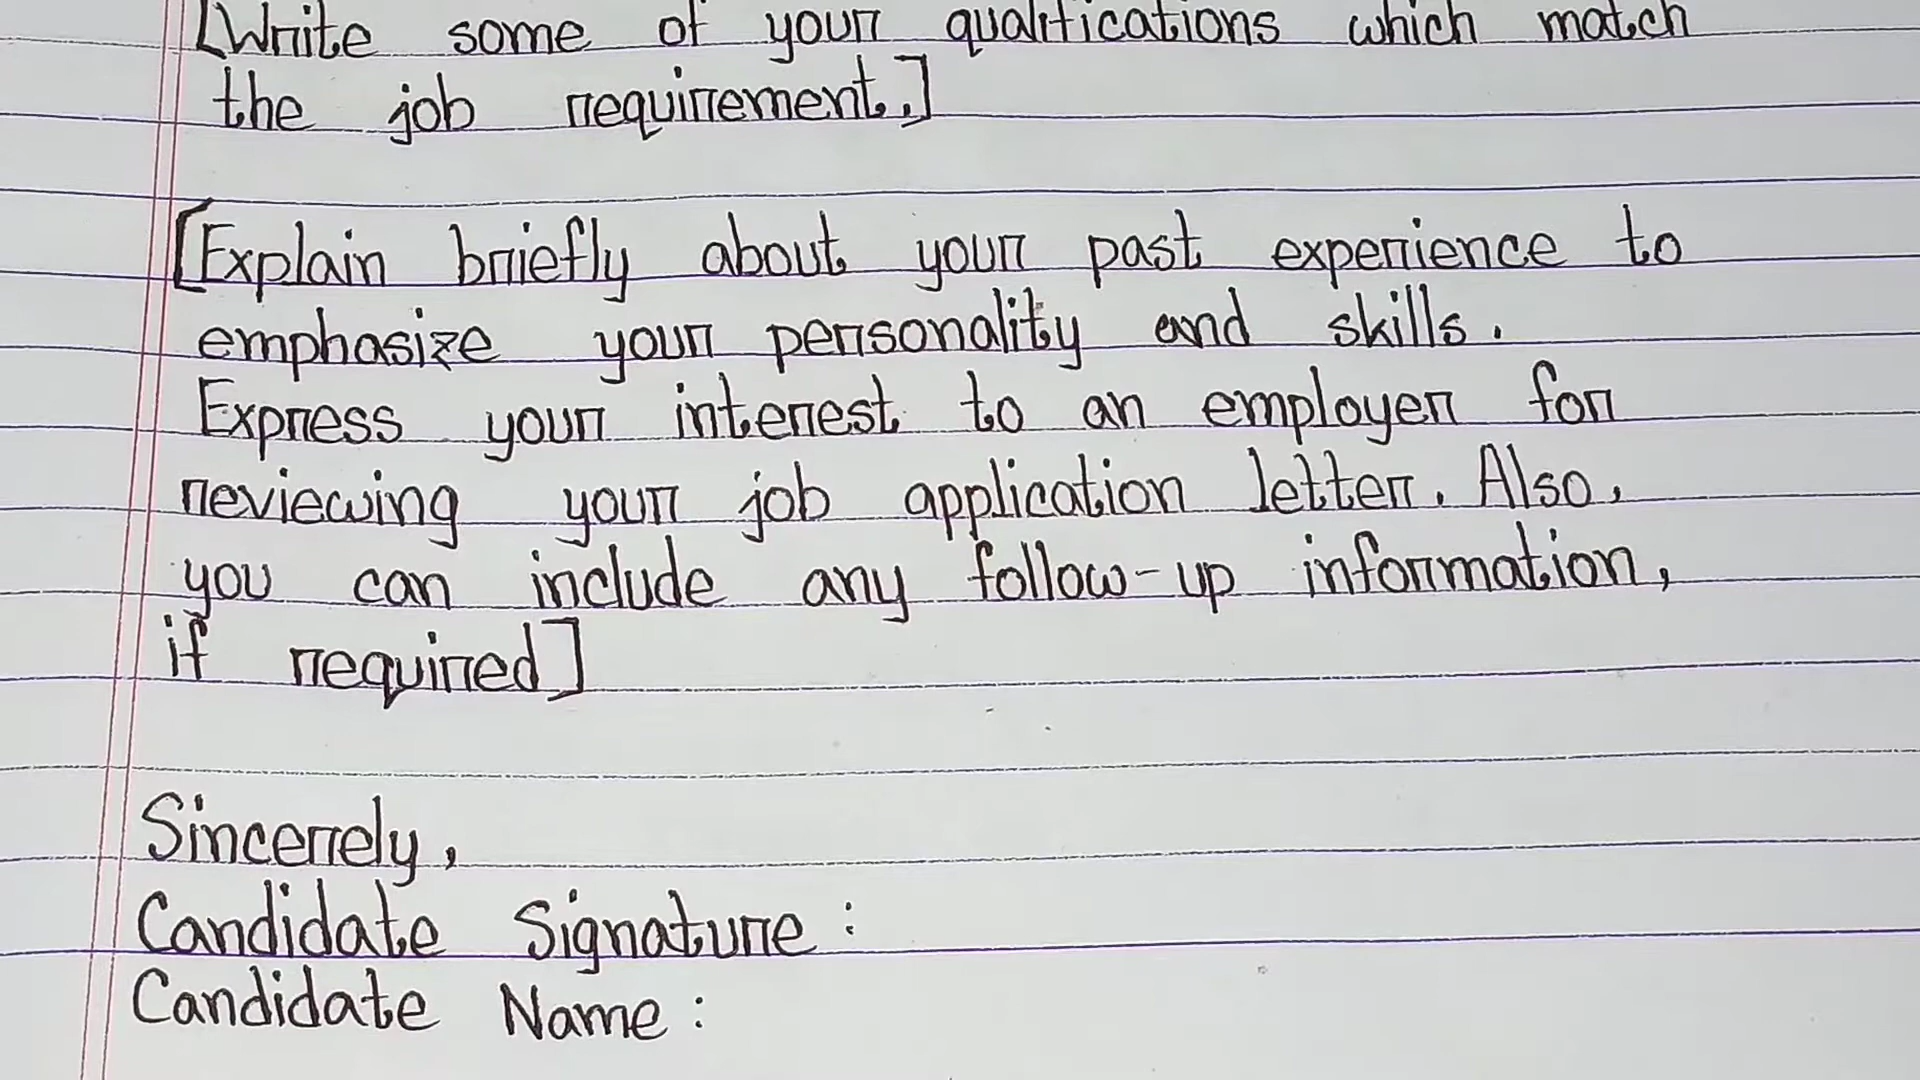 [Write some of your qualifications which match
the job requirement.]
[Explain briefly about your past experience to
emphasize your personality and skills.
Express your interest to an employer for
reviewing your job application letter. Also,
you can include any follow-up information,
if required]
Sincerely,
Candidate Signature :
Candidate Name :